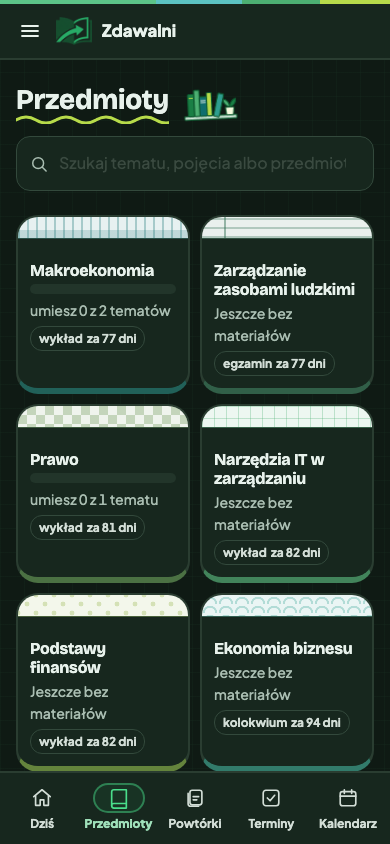 Zdawalni
Przedmioty
Szukaj tematu, pojęcia albo przedmiot
Makroekonomia
umiesz 0 z 2 tematów
wykład za 77 dni
Zarządzanie
zasobami ludzkimi
Jeszcze bez
materiałów
egzamin za 77 dni
Prawo
umiesz 0 z 1 tematu
wykład za 81 dni
Narzędzia IT w
zarządzaniu
Jeszcze bez
materiałów
wykład za 82 dni
Podstawy
finansów
Jeszcze bez
materiałów
wykład za 82 dni
Ekonomia biznesu
Jeszcze bez
materiałów
kolokwium za 94 dni
Dziś
Przedmioty
Powtórki
Terminy
Kalendarz